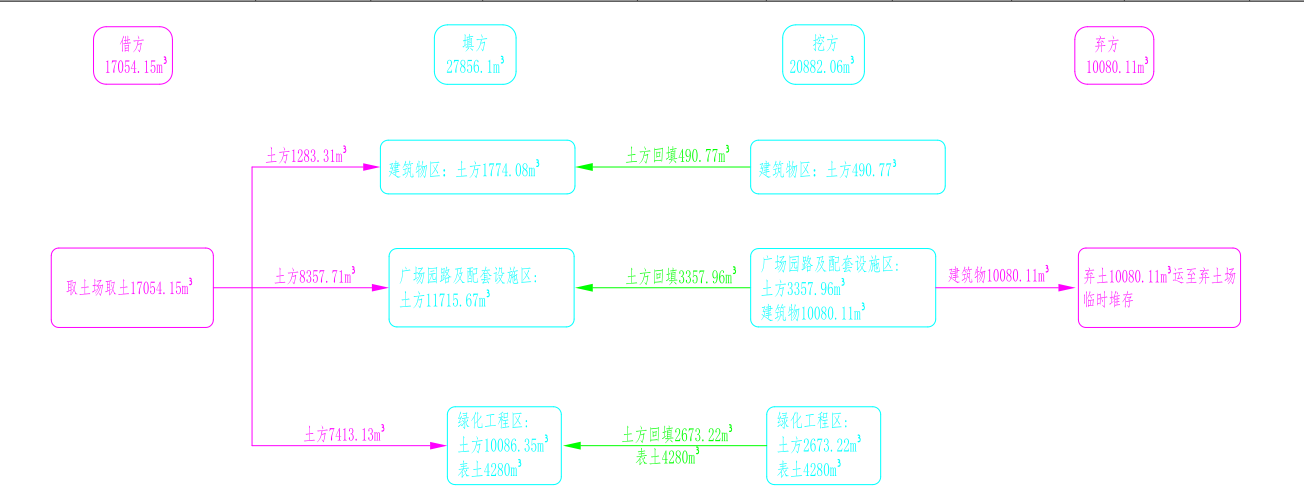 借方
17054.15m³
填方
27856.1m³
挖方
20882.06m³
弃方
10080.11m³
土方1283.31m³
建筑物区：土方1774.08m³
土方回填490.77m³
建筑物区：土方490.77³
取土场取土17054.15m³
土方8357.71m³
广场园路及配套设施区：
土方11715.67m³
土方回填3357.96m³
广场园路及配套设施区：
土方3357.96m³
建筑物10080.11m³
建筑物10080.11m³
弃土10080.11m³运至弃土场
临时堆存
土方7413.13m³
绿化工程区：
土方10086.35m³
表土4280m³
土方回填2673.22m³
表土4280m³
绿化工程区：
土方2673.22m³
表土4280m³